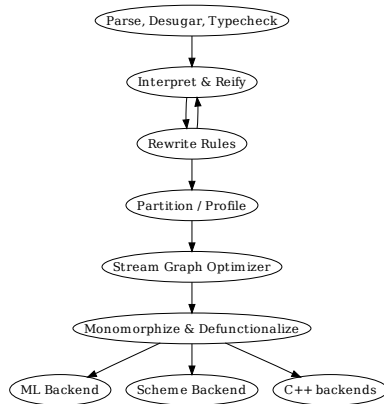 Parse, Desugar, Typecheck
Interpret & Reify
Rewrite Rules
Partition / Profile
Stream Graph Optimizer
Monomorphize & Defunctionalize
ML Backend
Scheme Backend
C++ backends